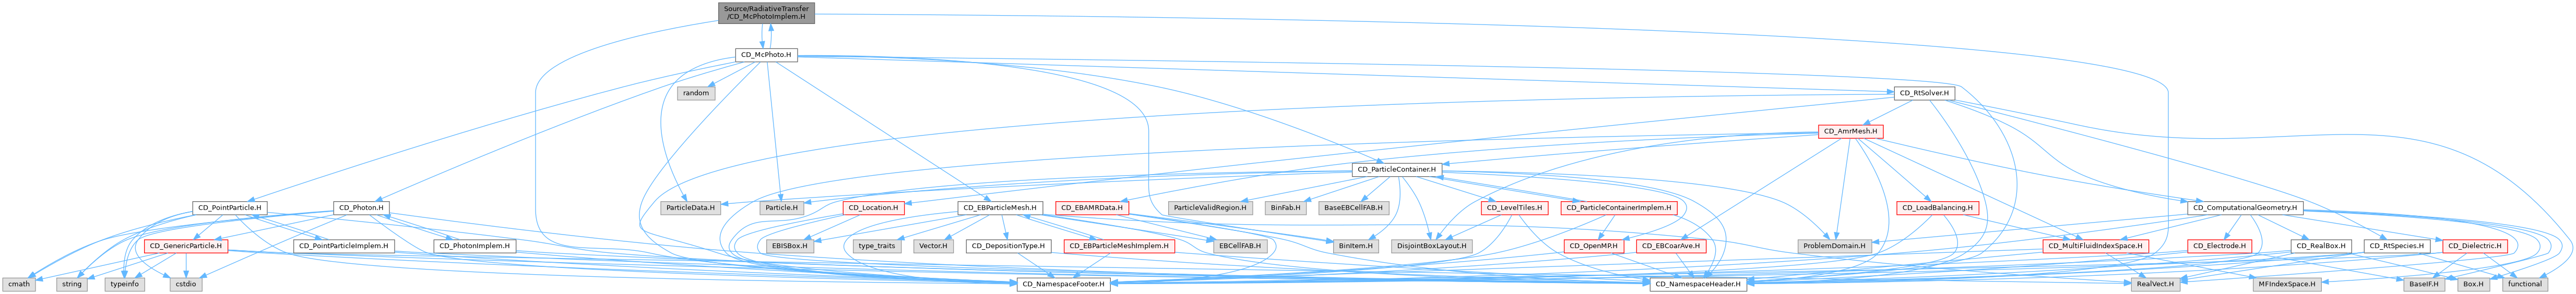 Source/RadiativeTransfer
/CD_McPhotoImplem.H
CD_McPhoto.H
random
CD_RtSolver.H
CD_AmrMesh.H
CD_ParticleContainer.H
CD_PointParticle.H
CD_Photon.H
ParticleData.H
Particle.H
CD_Location.H
CD_EBParticleMesh.H
CD_EBAMRData.H
ParticleValidRegion.H
BinFab.H
BaseEBCellFAB.H
CD_LevelTiles.H
CD_ParticleContainerImplem.H
CD_LoadBalancing.H
CD_ComputationalGeometry.H
CD_GenericParticle.H
CD_PointParticleImplem.H
CD_PhotonImplem.H
EBISBox.H
type_traits
Vector.H
CD_DepositionType.H
CD_EBParticleMeshImplem.H
EBCellFAB.H
BinItem.H
DisjointBoxLayout.H
CD_OpenMP.H
CD_EBCoarAve.H
ProblemDomain.H
CD_MultiFluidIndexSpace.H
CD_Electrode.H
CD_RealBox.H
CD_RtSpecies.H
CD_Dielectric.H
cmath
string
typeinfo
cstdio
CD_NamespaceFooter.H
CD_NamespaceHeader.H
RealVect.H
MFIndexSpace.H
BaseIF.H
Box.H
functional